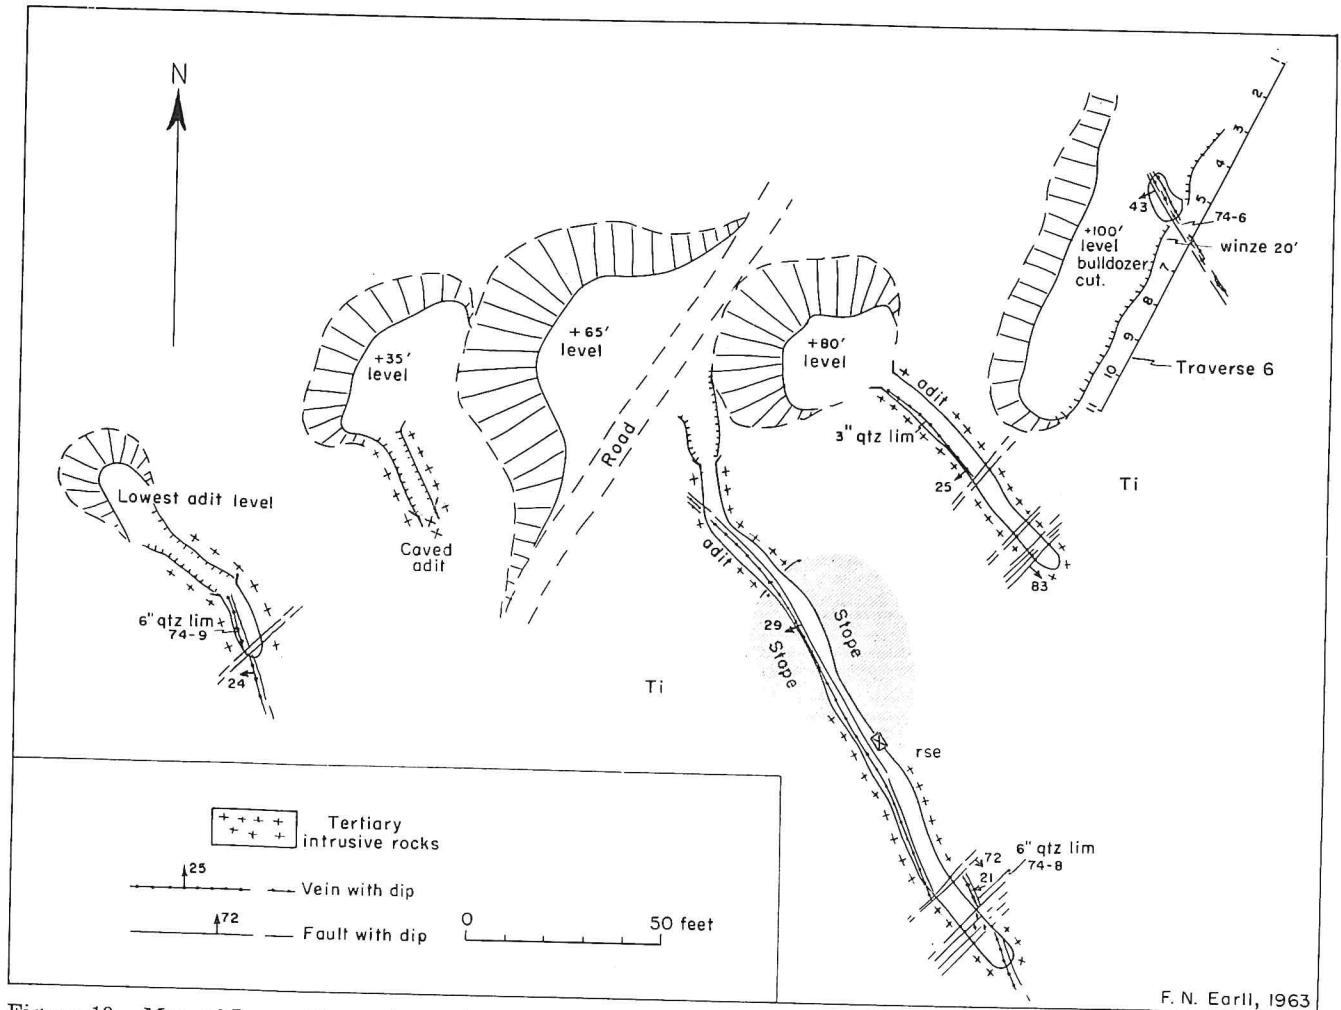 N
1
2
3
4
5
43
74-6
+100'
level
bulldozer
cut.
winze 20'
7
8
9
10
11
Traverse 6
+35'
level
+65'
level
+80'
level
Road
adit
3" qtz lim
25
Ti
83
Lowest adit level
Caved
adit
adit
6" qtz lim
74-9
24
29
Stope
Stope
Ti
rse
72
21
6" qtz lim
74-8
Tertiary
intrusive rocks
25
Vein with dip
72
Fault with dip
0
50 feet
F. N. Earll, 1963